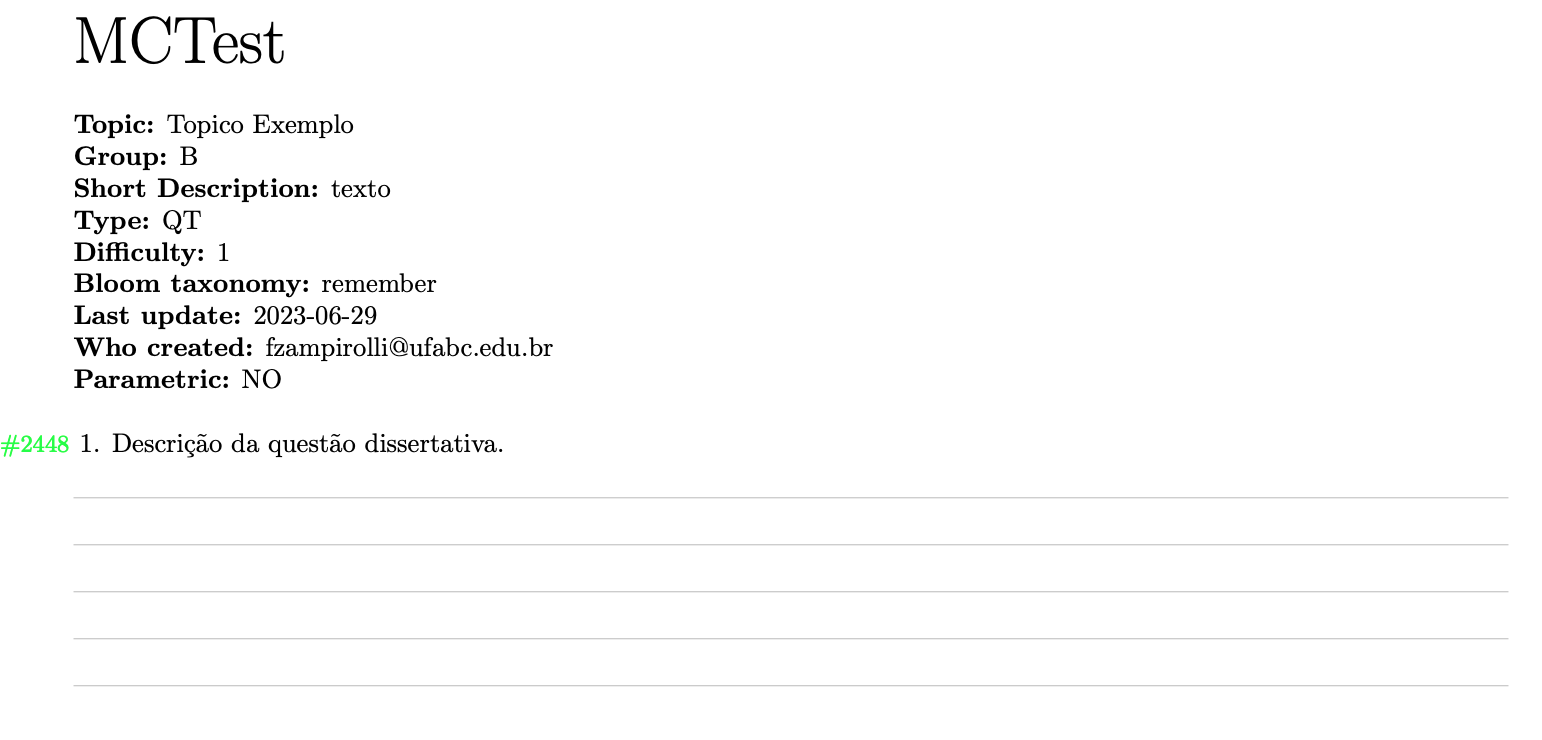 MCTest
Topic: Topico Exemplo
Group: B
Short Description: texto
Type: QT
Difficulty: 1
Bloom taxonomy: remember
Last update: 2023-06-29
Who created: fzampirolli@ufabc.edu.br
Parametric: NO
#2448 1. Descrição da questão dissertativa.